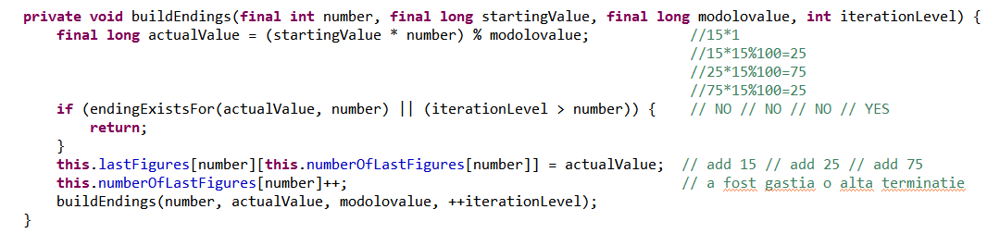 private void buildEndings(final int number, final long startingValue, final long modolovalue, int iterationLevel) {
final long actualValue = (startingValue * number) % modolovalue; //15*1
//15*15%100=25
//25*15%100=75
//75*15%100=25
if (endingExistsFor(actualValue, number) || (iterationLevel > number)) { // NO // NO // NO // YES
return;
}
this.lastFigures[number][this.numberOfLastFigures[number]] = actualValue; // add 15 // add 25 // add 75
this.numberOfLastFigures[number]++; // a fost gastia o alta terminatie
buildEndings(number, actualValue, modolovalue, ++iterationLevel);
}